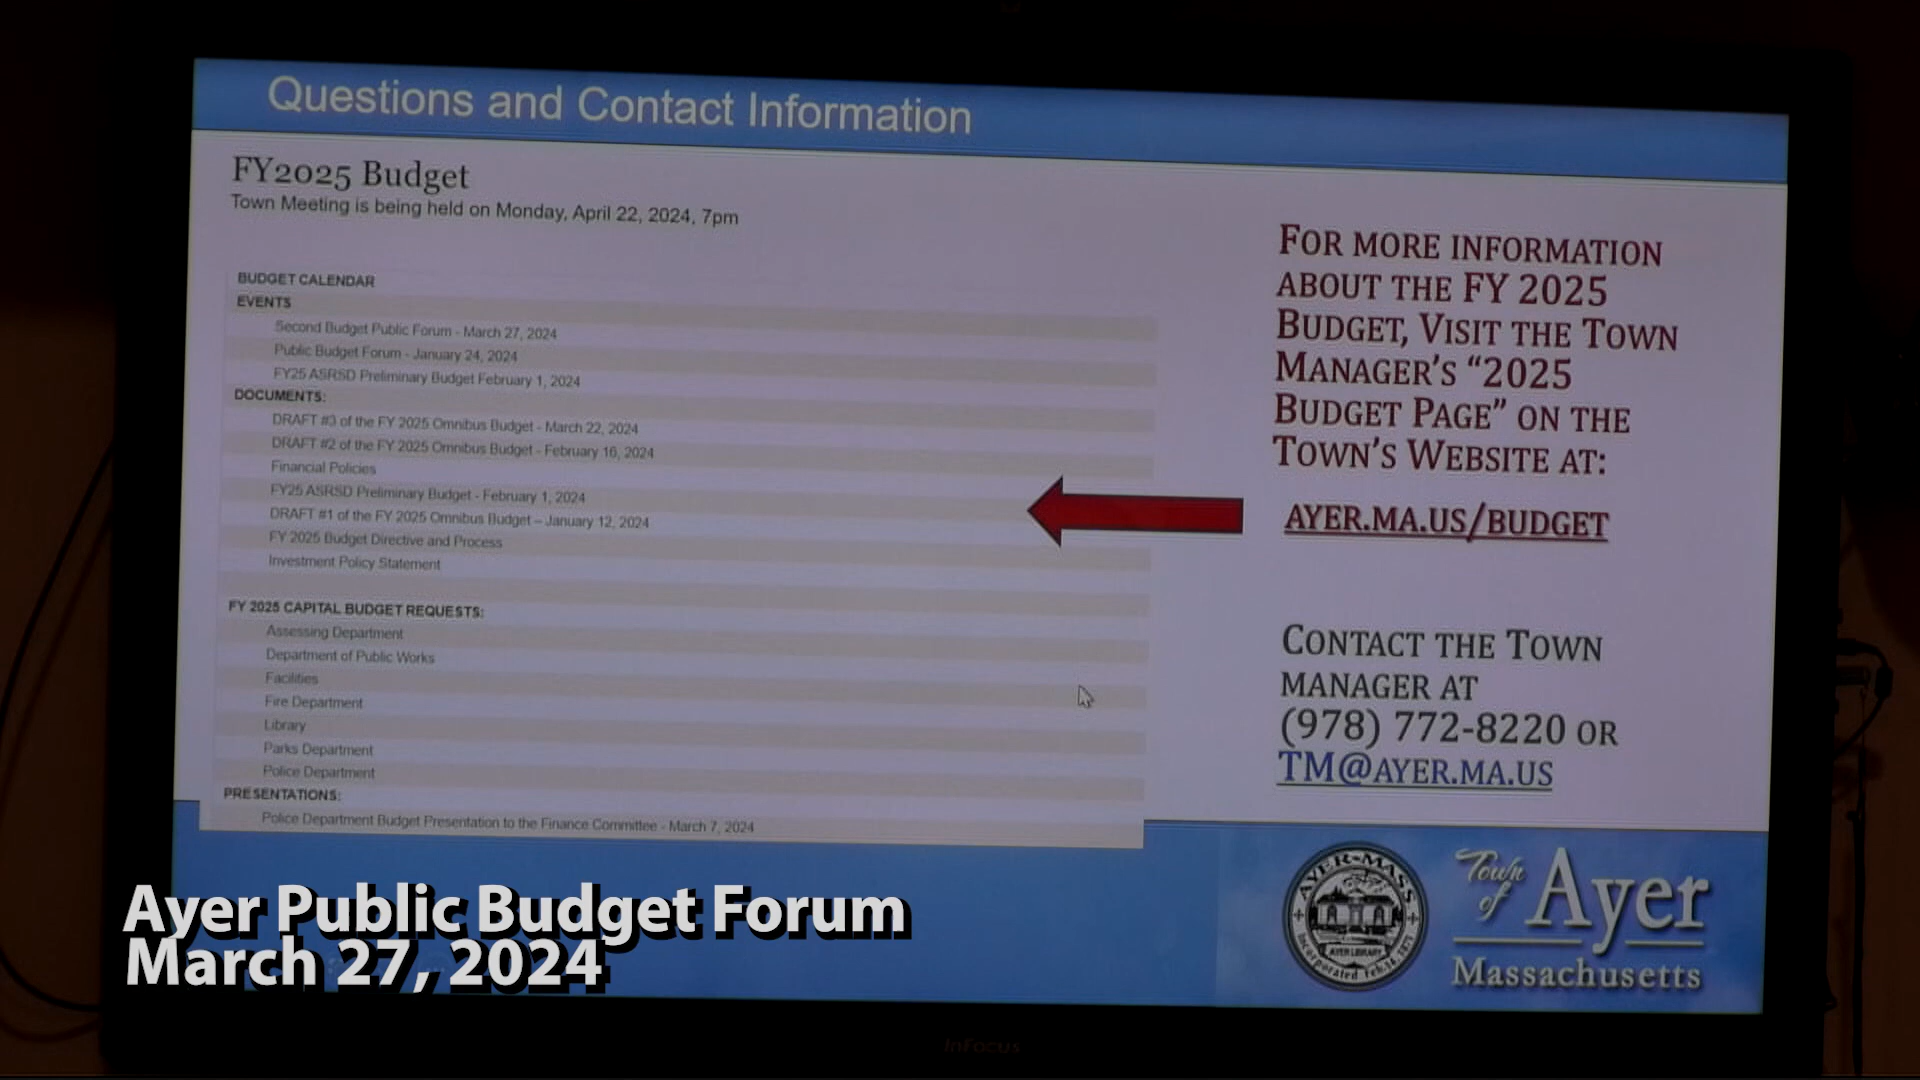 Questions and Contact Information
FY2025 Budget
Town Meeting is being held on Monday, April 22, 2024, 7pm
BUDGET CALENDAR
EVENTS
Second Budget Public Forum - March 27, 2024
Public Budget Forum - January 24, 2024
FY25 ASRSD Preliminary Budget February 1, 2024
DOCUMENTS:
DRAFT #3 of the FY 2025 Omnibus Budget - March 22, 2024
DRAFT #2 of the FY 2025 Omnibus Budget - February 16, 2024
Financial Policies
FY25 ASRSD Preliminary Budget - February 1, 2024
DRAFT #1 of the FY 2025 Omnibus Budget – January 12, 2024
FY 2025 Budget Directive and Process
Investment Policy Statement
FY 2025 CAPITAL BUDGET REQUESTS:
Assessing Department
Department of Public Works
Facilities
Fire Department
Library
Parks Department
Police Department
PRESENTATIONS:
Police Department Budget Presentation to the Finance Committee - March 7, 2024
FOR MORE INFORMATION
ABOUT THE FY 2025
BUDGET, VISIT THE TOWN
MANAGER'S “2025
BUDGET PAGE” ON THE
TOWN'S WEBSITE AT:
AYER.MA.US/BUDGET
CONTACT THE TOWN
MANAGER AT
(978) 772-8220 OR
TM@AYER.MA.US
AYER-MASS.
AYER LIBRARY
Incorporated Feb. 14, 1871
Town
of Ayer
Massachusetts
Ayer Public Budget Forum
March 27, 2024
InFocus